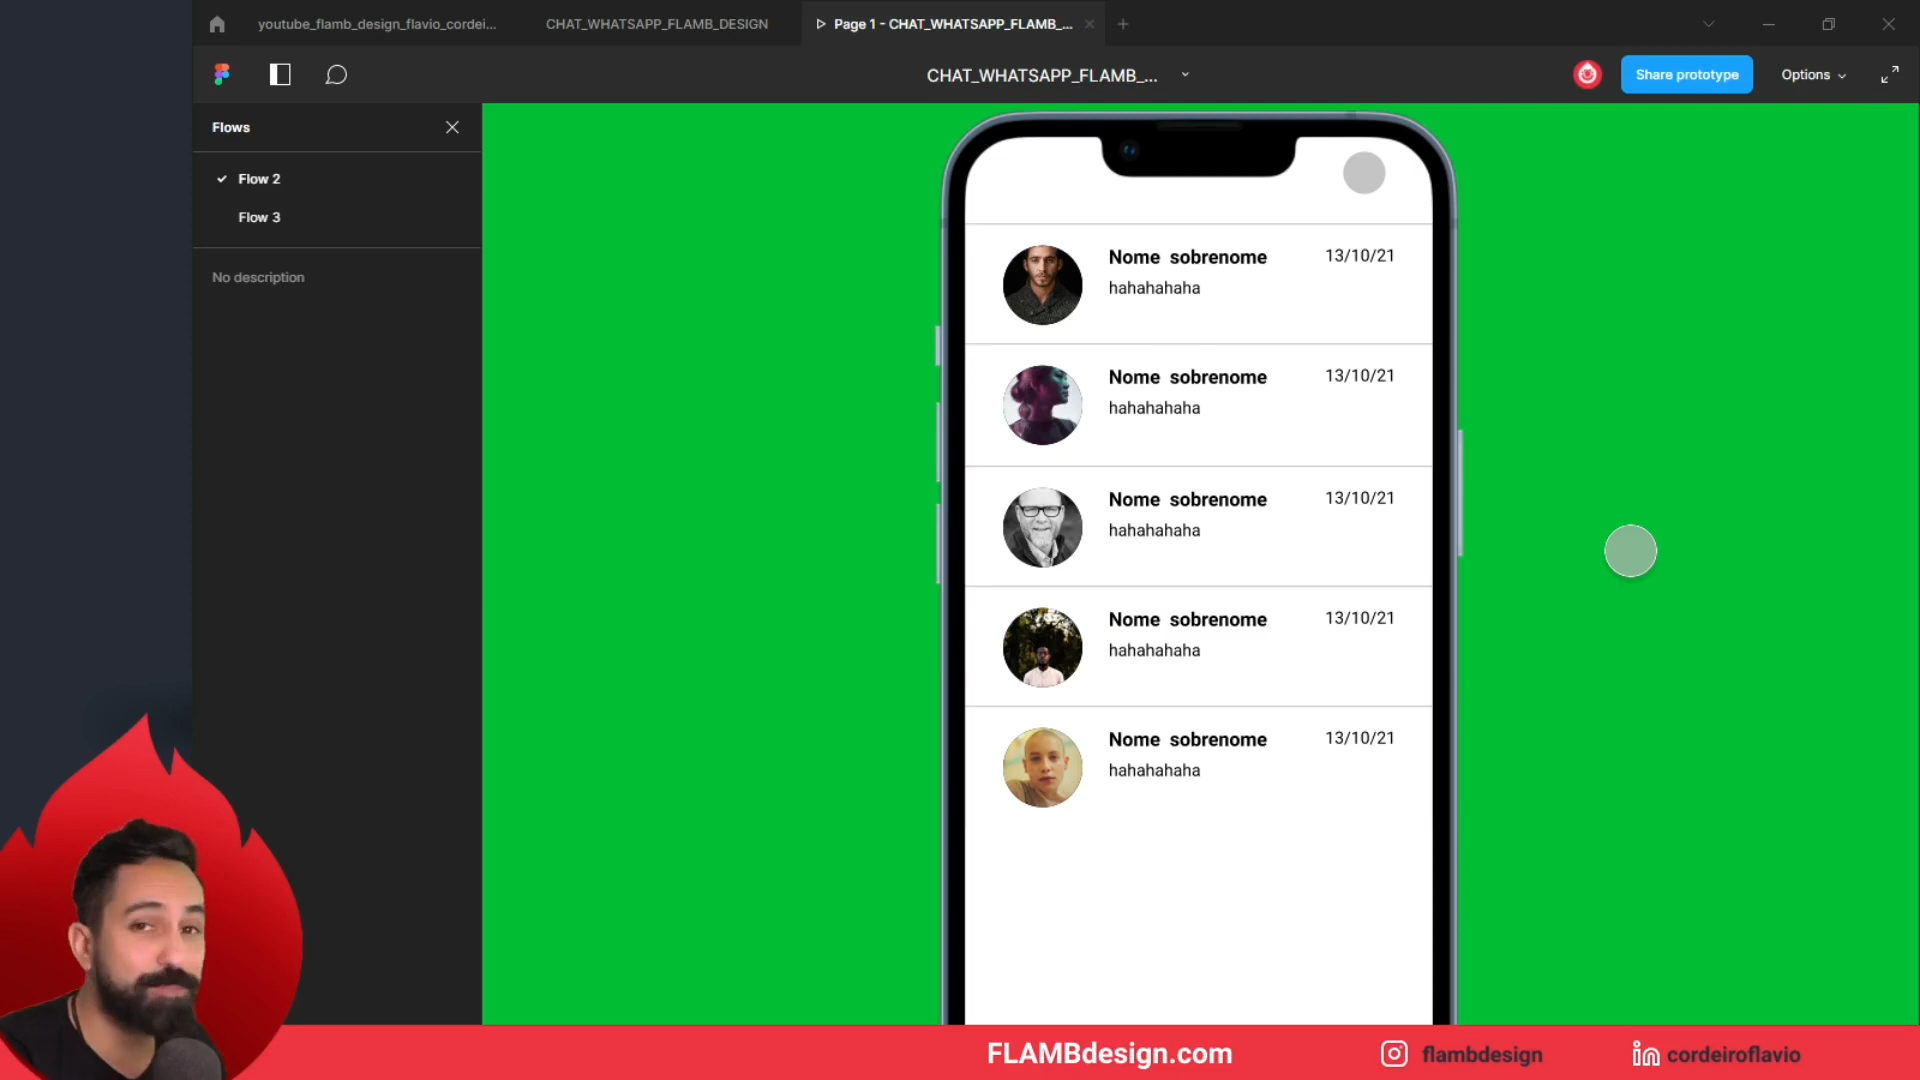 youtube_flamb_design_flavio_cordei...
CHAT_WHATSAPP_FLAMB_DESIGN
Page 1 - CHAT_WHATSAPP_FLAMB_...
CHAT_WHATSAPP_FLAMB_...
Share prototype
Options
Flows
Flow 2
Flow 3
No description
Nome sobrenome
13/10/21
hahahahaha
Nome sobrenome
13/10/21
hahahahaha
Nome sobrenome
13/10/21
hahahahaha
Nome sobrenome
13/10/21
hahahahaha
Nome sobrenome
13/10/21
hahahahaha
FLAMBdesign.com
flambdesign
cordeiroflavio